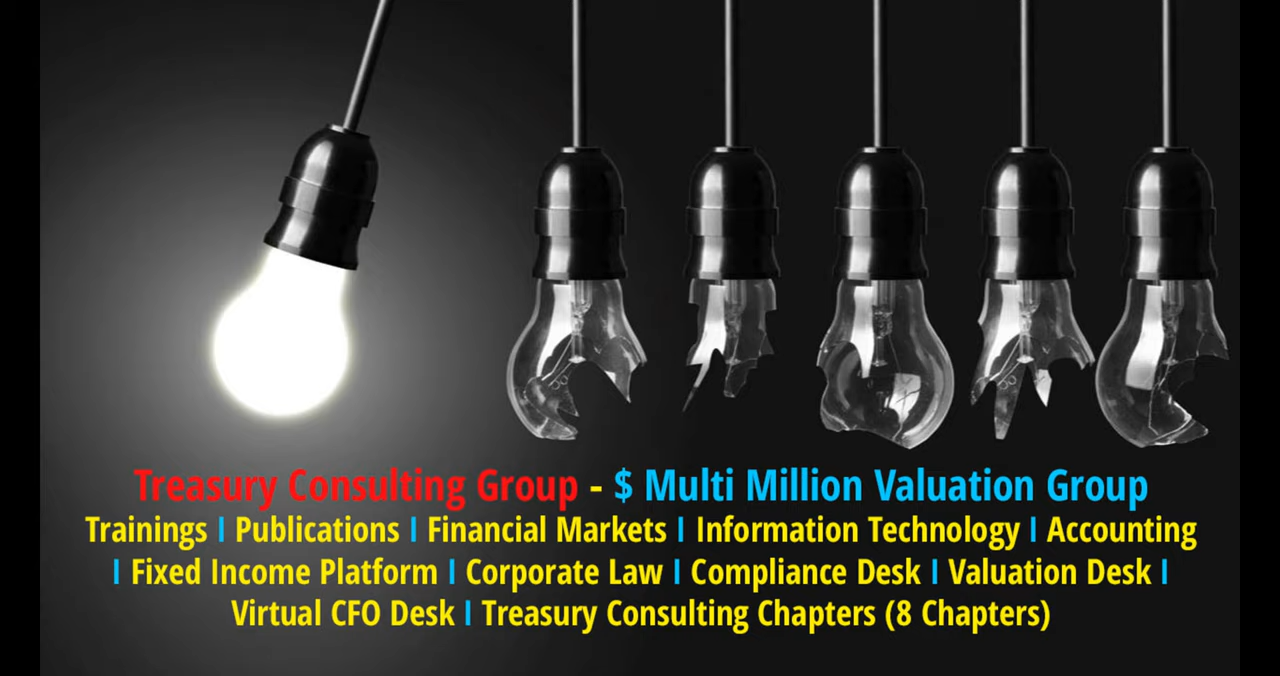 Treasury Consulting Group - $ Multi Million Valuation Group
Trainings I Publications I Financial Markets I Information Technology I Accounting
I Fixed Income Platform I Corporate Law I Compliance Desk I Valuation Desk I
Virtual CFO Desk I Treasury Consulting Chapters (8 Chapters)